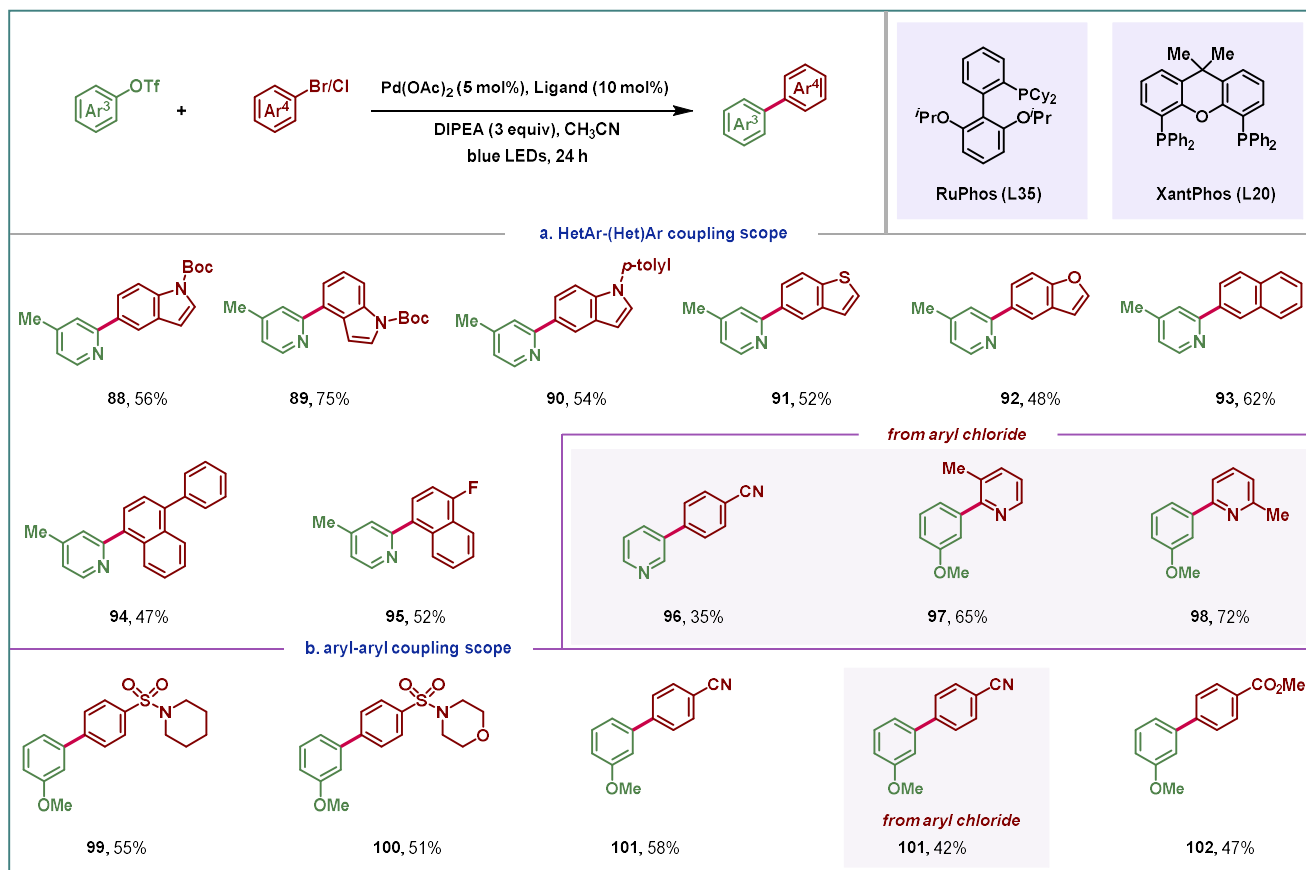 OTf
Ar³
+
Br/Cl
Ar⁴
Pd(OAc)₂ (5 mol%), Ligand (10 mol%)
DIPEA (3 equiv), CH₃CN
blue LEDs, 24 h
Ar⁴
Ar³
PCy₂
ⁱPrO
OⁱPr
RuPhos (L35)
Me Me
O
PPh₂ PPh₂
XantPhos (L20)
a. HetAr-(Het)Ar coupling scope
Boc
N
Me
N
88, 56%
Me
N
N
Boc
89, 75%
p-tolyl
N
Me
N
90, 54%
S
Me
N
91, 52%
O
Me
N
92, 48%
Me
N
93, 62%
Me
N
94, 47%
F
Me
N
95, 52%
from aryl chloride
CN
N
96, 35%
Me
N
OMe
97, 65%
N
Me
OMe
98, 72%
b. aryl-aryl coupling scope
O O
S
N
OMe
99, 55%
O O
S
N
O
OMe
100, 51%
CN
OMe
101, 58%
CN
OMe
from aryl chloride
101, 42%
CO₂Me
OMe
102, 47%